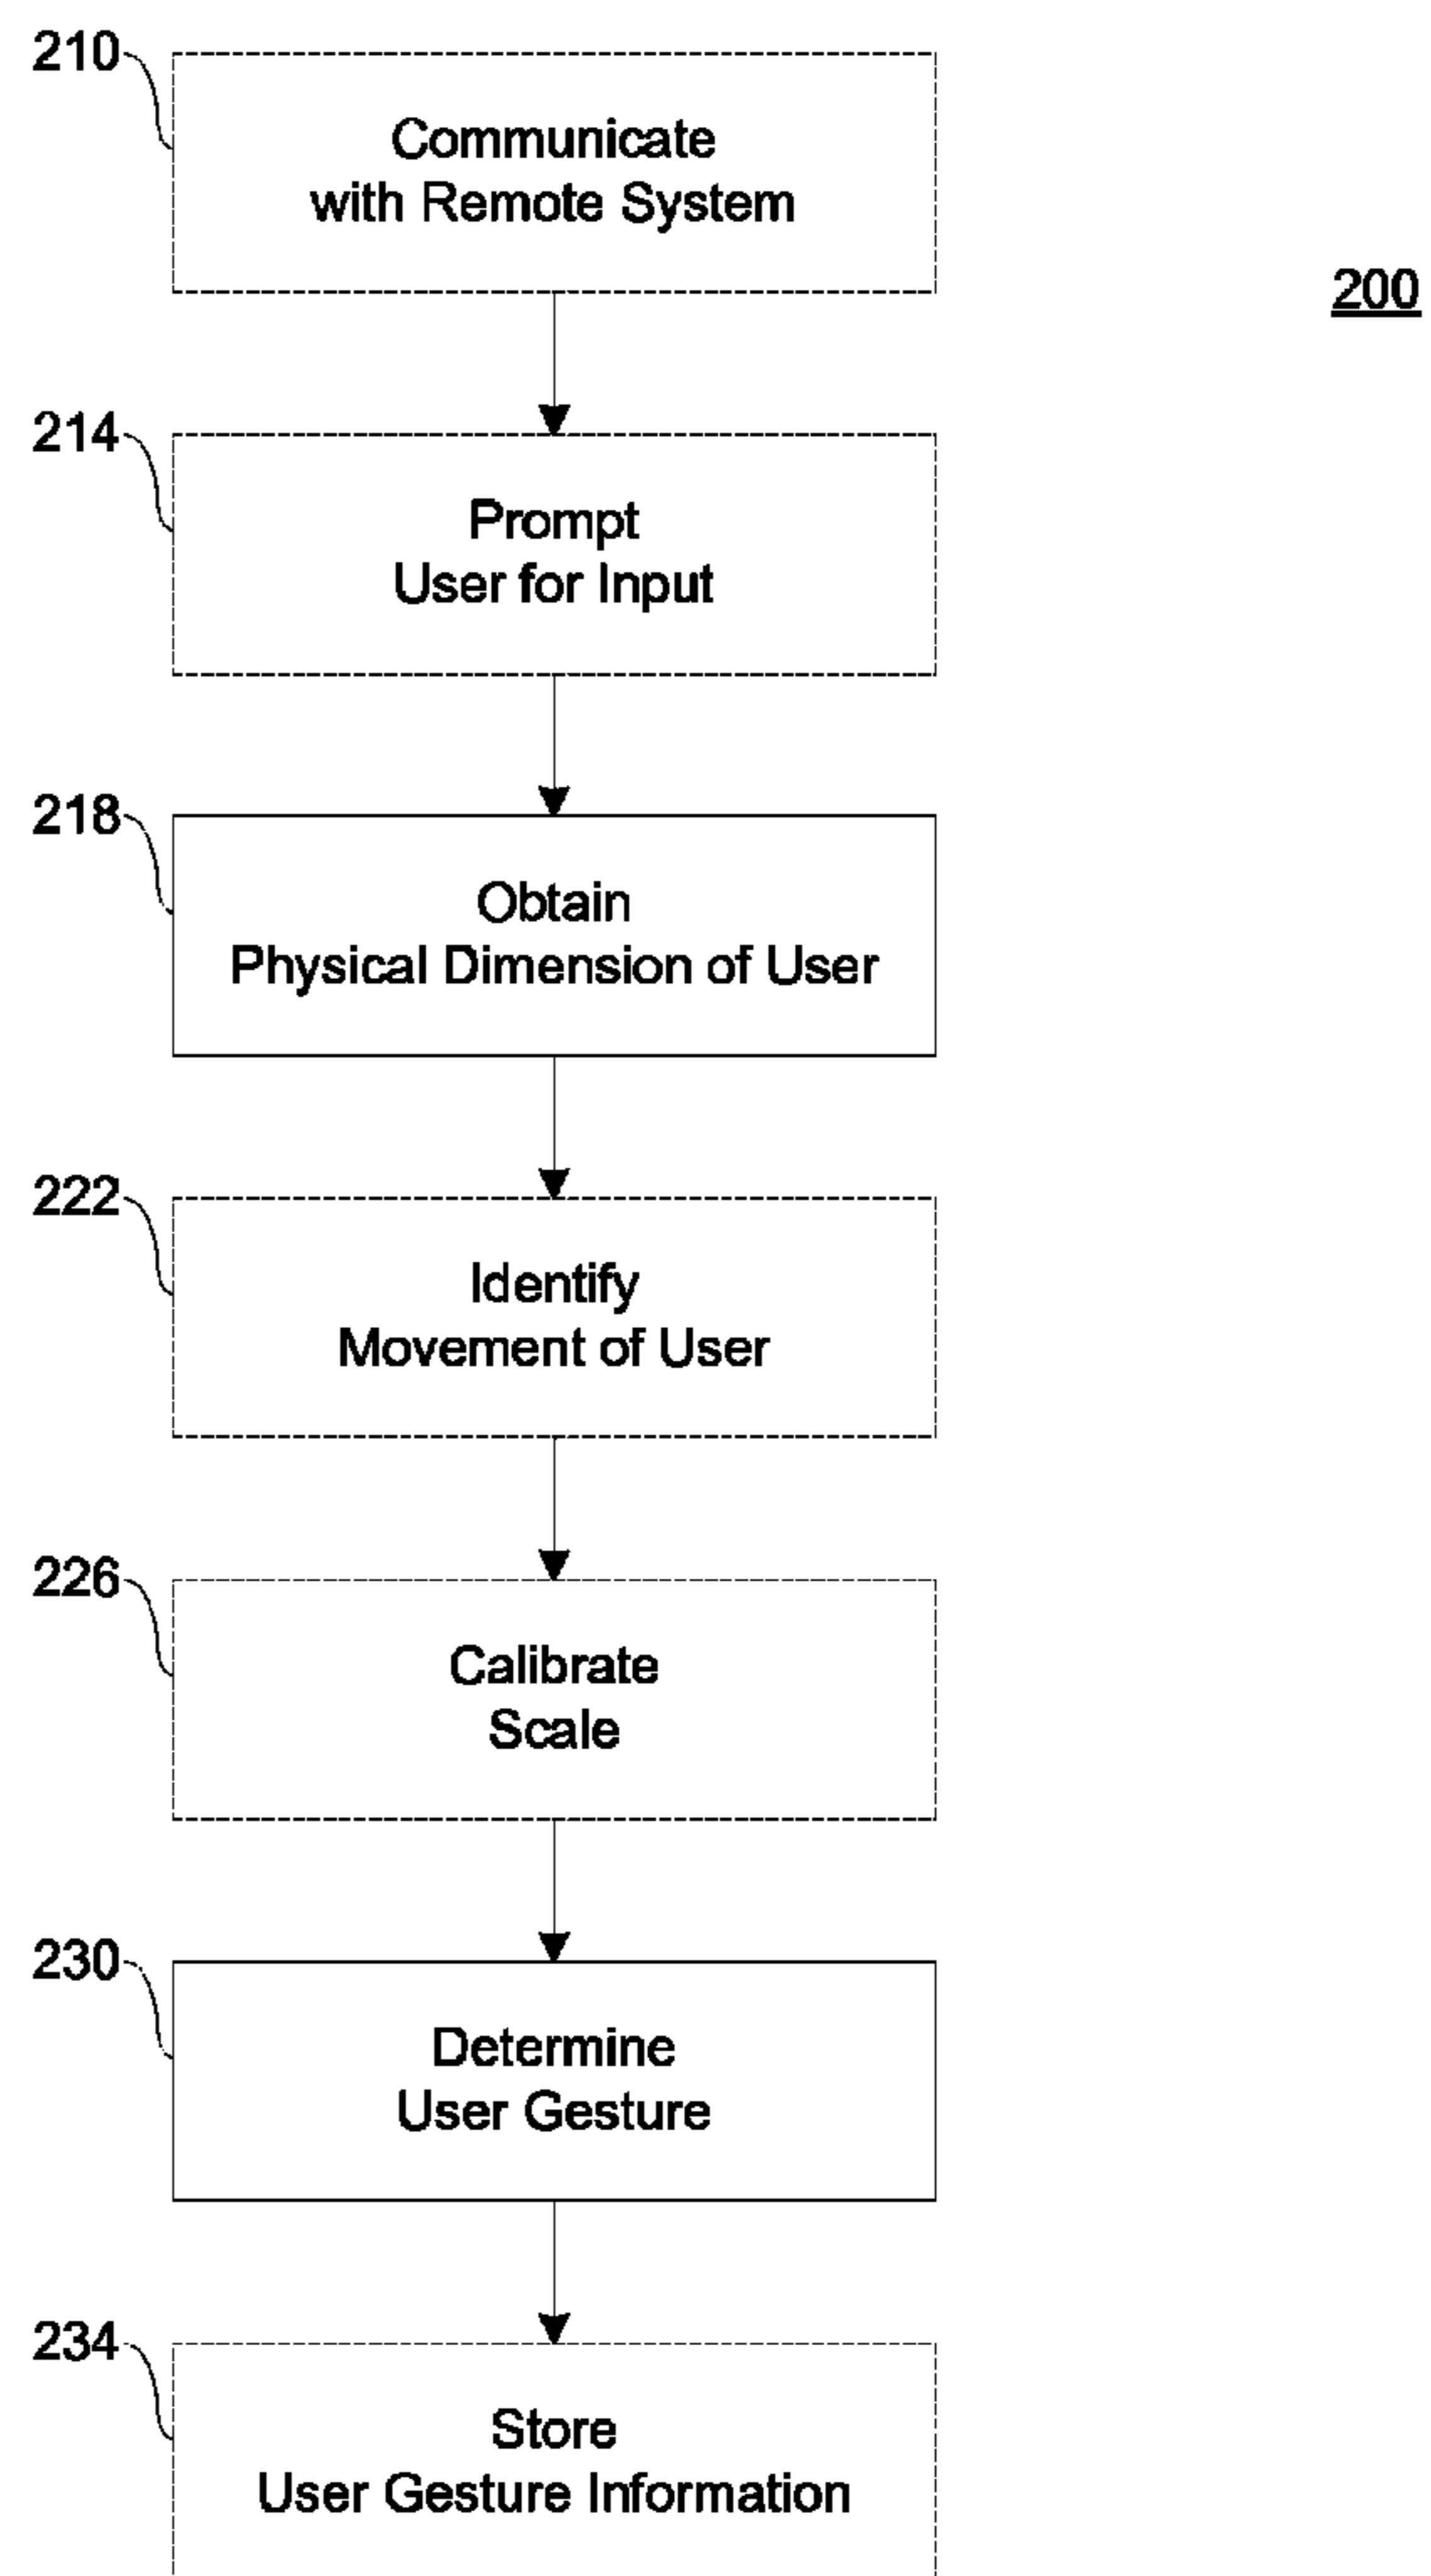 210
Communicate
with Remote System
200
214
Prompt
User for Input
218
Obtain
Physical Dimension of User
222
Identify
Movement of User
226
Calibrate
Scale
230
Determine
User Gesture
234
Store
User Gesture Information